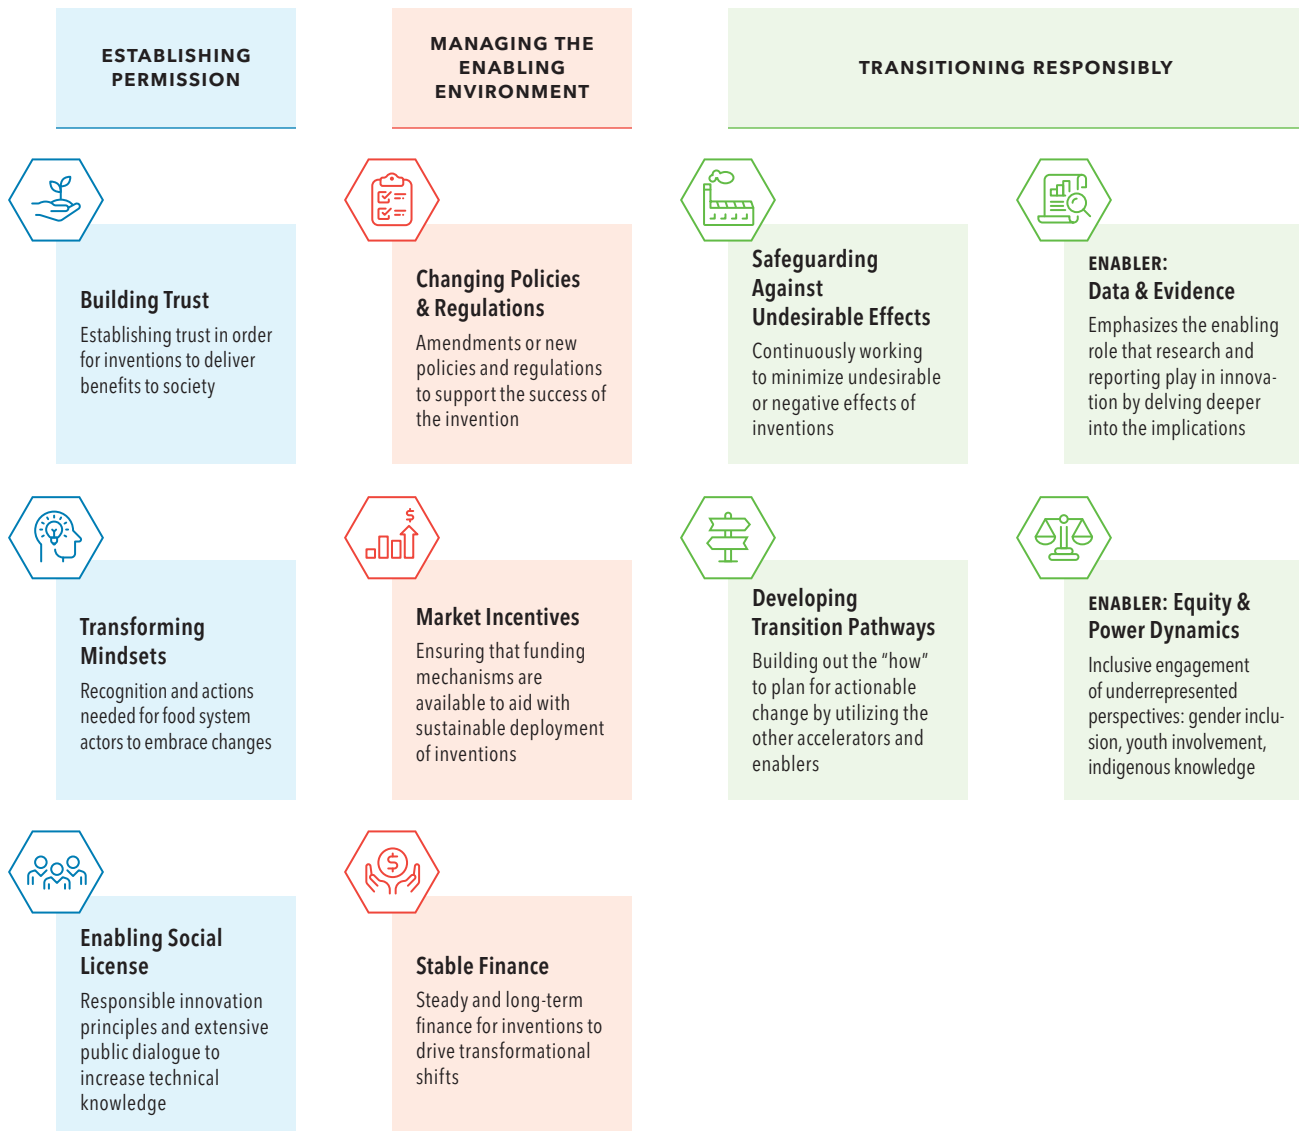 ESTABLISHING
PERMISSION
MANAGING THE
ENABLING
ENVIRONMENT
TRANSITIONING RESPONSIBLY
Building Trust
Establishing trust in order
for inventions to deliver
benefits to society
Changing Policies
& Regulations
Amendments or new
policies and regulations
to support the success of
the invention
Safeguarding
Against
Undesirable Effects
Continuously working
to minimize undesirable
or negative effects of
inventions
ENABLER:
Data & Evidence
Emphasizes the enabling
role that research and
reporting play in innova-
tion by delving deeper
into the implications
Transforming
Mindsets
Recognition and actions
needed for food system
actors to embrace changes
$
Market Incentives
Ensuring that funding
mechanisms are
available to aid with
sustainable deployment
of inventions
Developing
Transition Pathways
Building out the “how”
to plan for actionable
change by utilizing the
other accelerators and
enablers
ENABLER: Equity &
Power Dynamics
Inclusive engagement
of underrepresented
perspectives: gender inclu-
sion, youth involvement,
indigenous knowledge
Enabling Social
License
Responsible innovation
principles and extensive
public dialogue to
increase technical
knowledge
$
Stable Finance
Steady and long-term
finance for inventions to
drive transformational
shifts